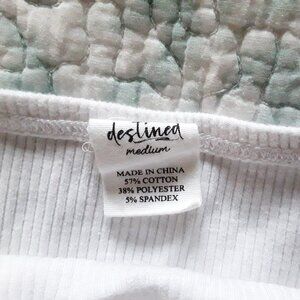 destined
medium
MADE IN CHINA
57% COTTON
38% POLYESTER
5% SPANDEX